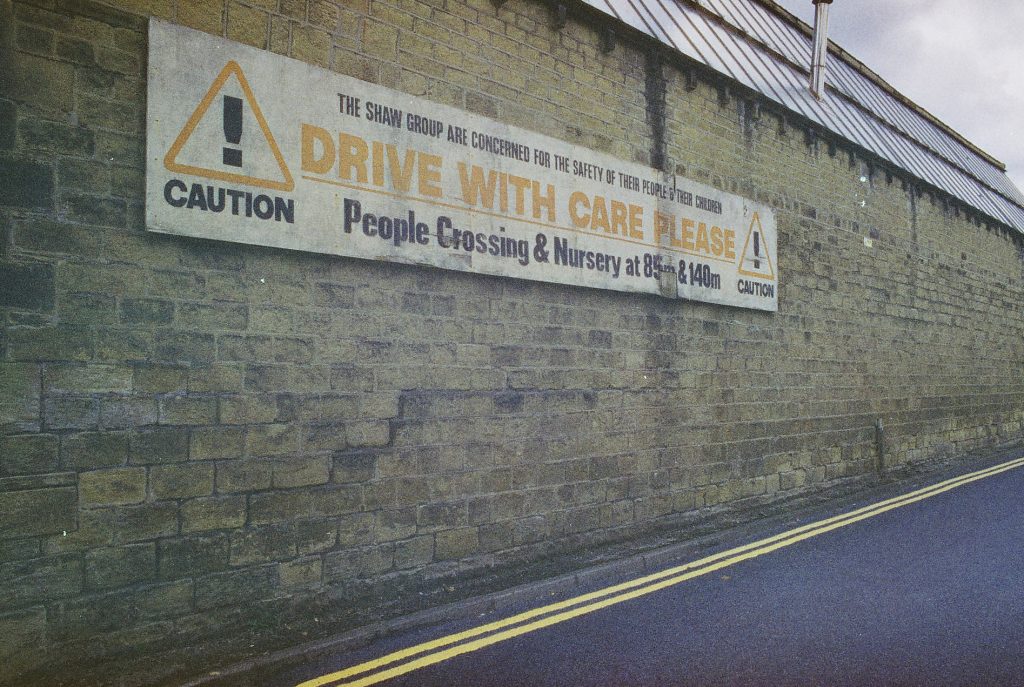 THE SHAW GROUP ARE CONCERNED FOR THE SAFETY OF THEIR PEOPLE & THEIR CHILDREN
DRIVE WITH CARE PLEASE
People Crossing & Nursery at 85m & 140m
CAUTION
CAUTION